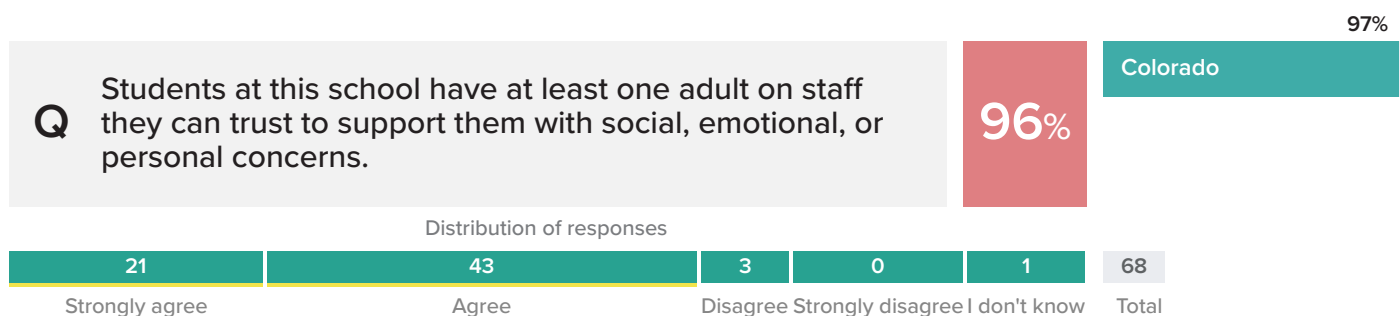 97%
Q
Students at this school have at least one adult on staff
they can trust to support them with social, emotional, or
personal concerns.
96%
Colorado
Distribution of responses
21 43 3 0 1 68
Strongly agree Agree Disagree Strongly disagree I don't know Total